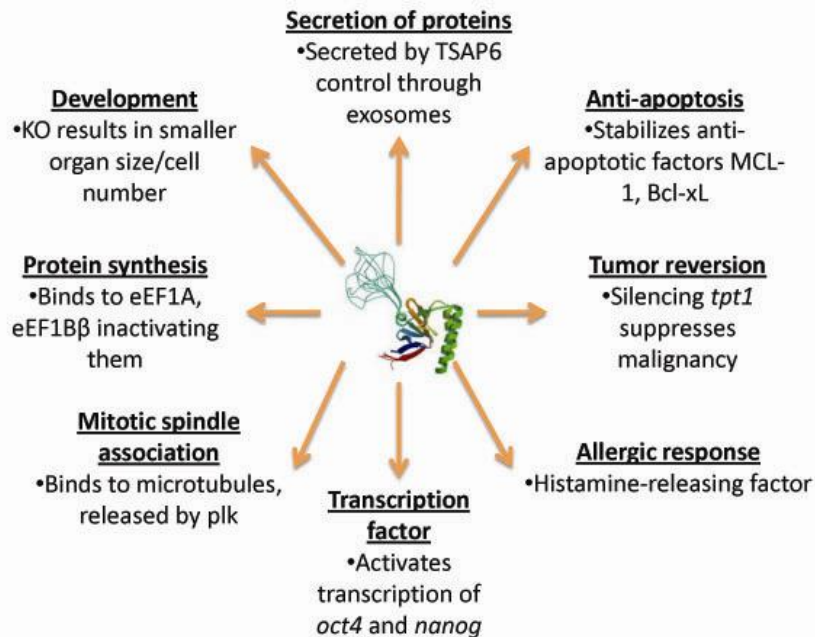 Secretion of proteins
•Secreted by TSAP6
control through
exosomes
Development
•KO results in smaller
organ size/cell
number
Anti-apoptosis
•Stabilizes anti-
apoptotic factors MCL-
1, Bcl-xL
Protein synthesis
•Binds to eEF1A,
eEF1Bβ inactivating
them
Tumor reversion
•Silencing tpt1
suppresses
malignancy
Mitotic spindle
association
•Binds to microtubules,
released by plk
Transcription
factor
•Activates
transcription of
oct4 and nanog
Allergic response
•Histamine-releasing factor